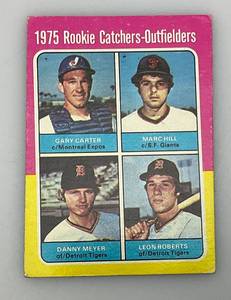 1975 Rookie Catchers-Outfielders
GARY CARTER
c/Montreal Expos
MARC HILL
c/S.F. Giants
DANNY MEYER
of/Detroit Tigers
LEON ROBERTS
of/Detroit Tigers